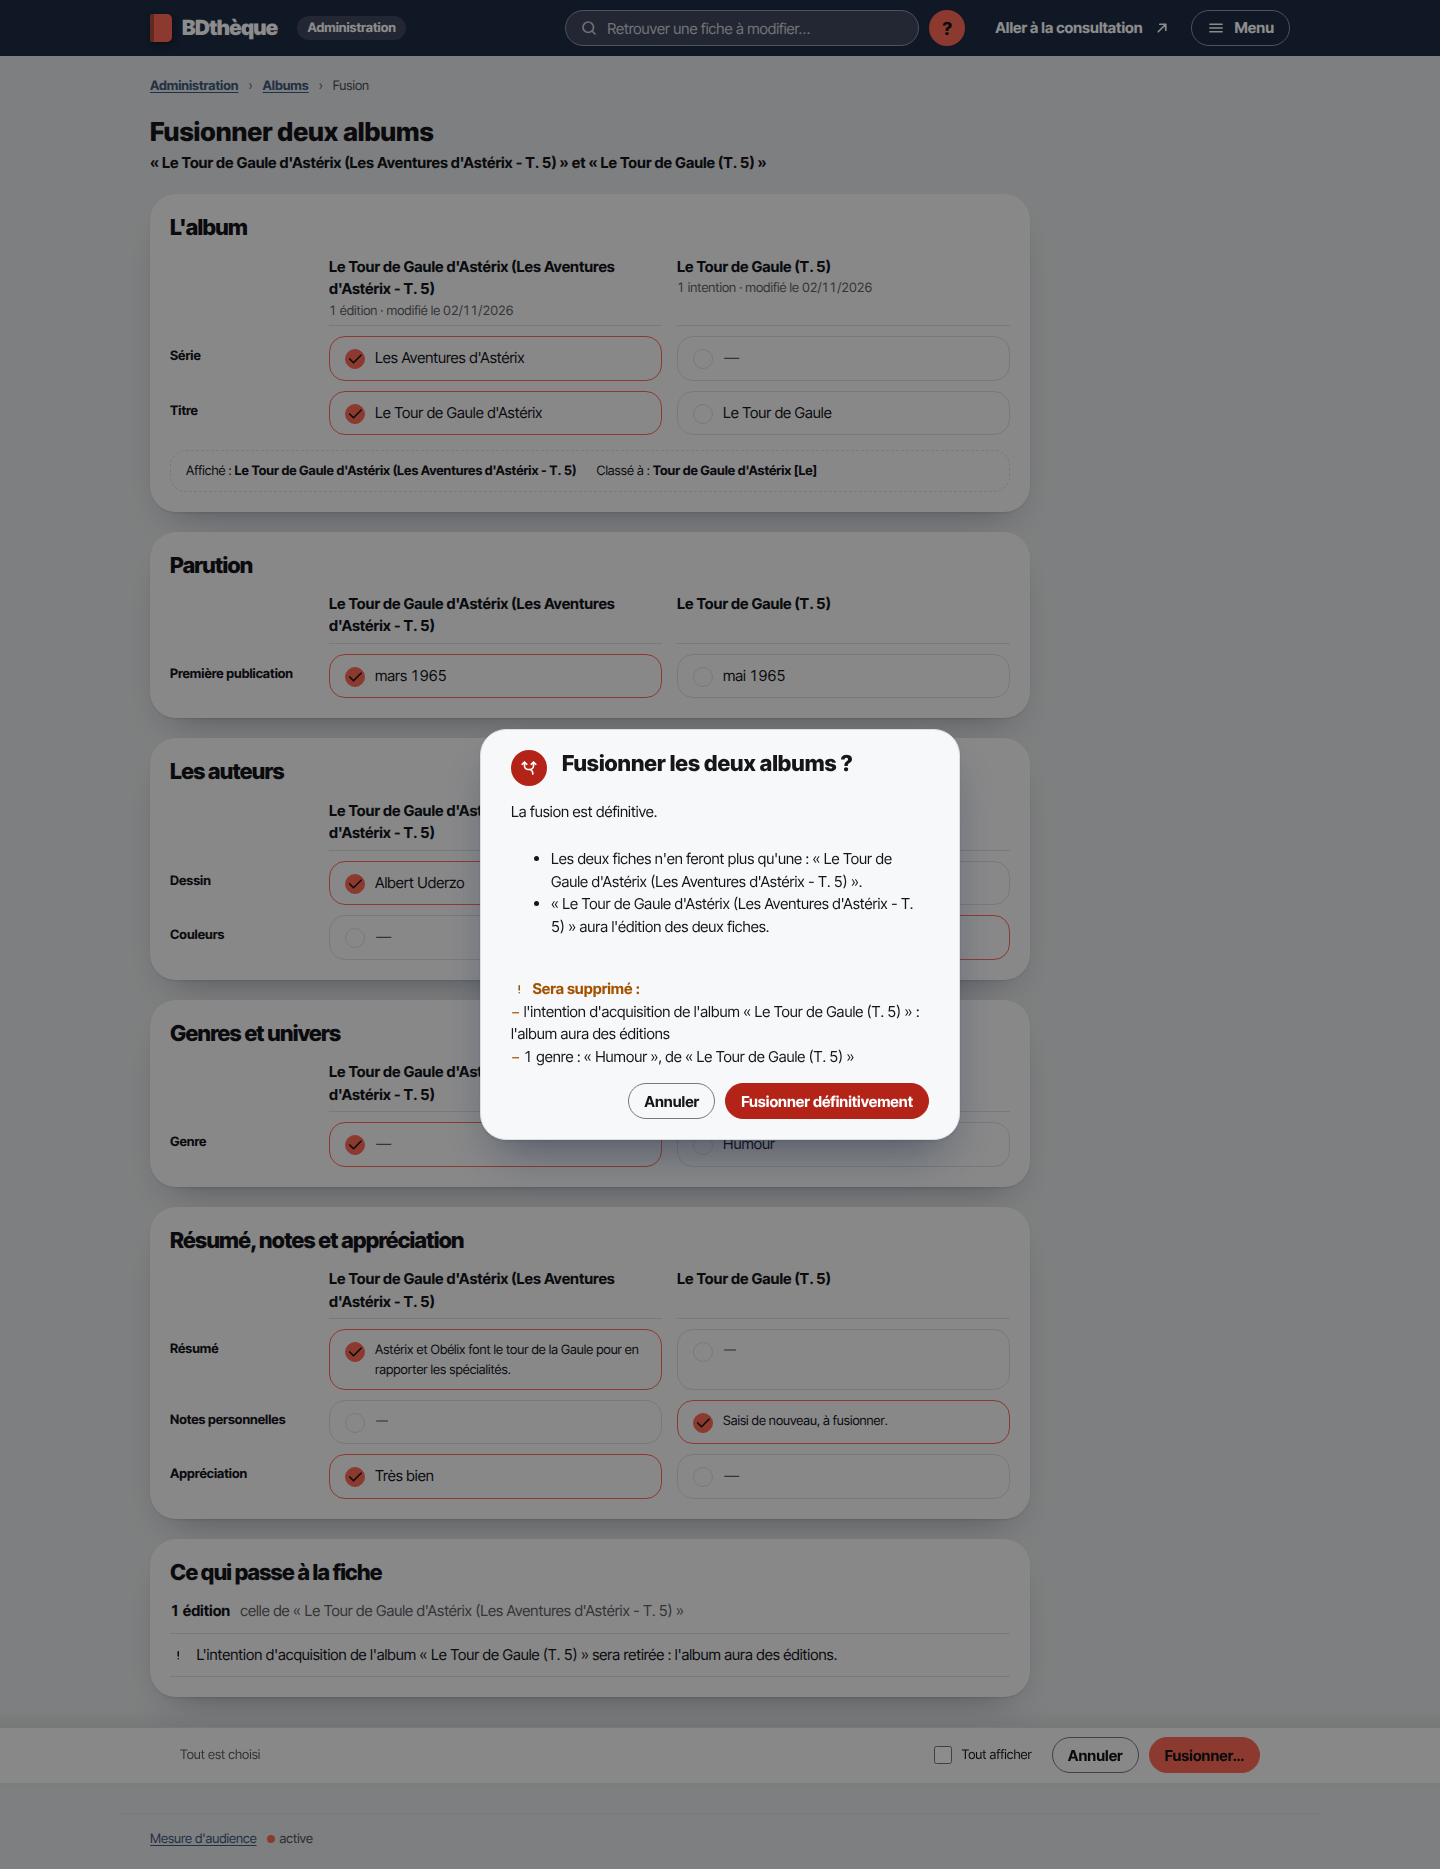 BDthèque
Administration
Retrouver une fiche à modifier...
?
Aller à la consultation
Menu
Administration › Albums › Fusion
Fusionner deux albums
« Le Tour de Gaule d'Astérix (Les Aventures d'Astérix - T. 5) » et « Le Tour de Gaule (T. 5) »
L'album
Le Tour de Gaule d'Astérix (Les Aventures
d'Astérix - T. 5)
1 édition · modifié le 02/11/2026
Le Tour de Gaule (T. 5)
1 intention · modifié le 02/11/2026
Série
Les Aventures d'Astérix
—
Titre
Le Tour de Gaule d'Astérix
Le Tour de Gaule
Affiché : Le Tour de Gaule d'Astérix (Les Aventures d'Astérix - T. 5)
Classé à : Tour de Gaule d'Astérix [Le]
Parution
Le Tour de Gaule d'Astérix (Les Aventures
d'Astérix - T. 5)
Le Tour de Gaule (T. 5)
Première publication
mars 1965
mai 1965
Les auteurs
Le Tour de Gaule d'Ast
d'Astérix - T. 5)
Dessin
Albert Uderzo
Couleurs
—
Fusionner les deux albums ?
La fusion est définitive.
• Les deux fiches n'en feront plus qu'une : « Le Tour de
Gaule d'Astérix (Les Aventures d'Astérix - T. 5) ».
• « Le Tour de Gaule d'Astérix (Les Aventures d'Astérix - T.
5) » aura l'édition des deux fiches.
! Sera supprimé :
– l'intention d'acquisition de l'album « Le Tour de Gaule (T. 5) » :
l'album aura des éditions
– 1 genre : « Humour », de « Le Tour de Gaule (T. 5) »
Annuler
Fusionner définitivement
Genres et univers
Le Tour de Gaule d'Ast
d'Astérix - T. 5)
Genre
—
Humour
Résumé, notes et appréciation
Le Tour de Gaule d'Astérix (Les Aventures
d'Astérix - T. 5)
Le Tour de Gaule (T. 5)
Résumé
Astérix et Obélix font le tour de la Gaule pour en
rapporter les spécialités.
—
Notes personnelles
—
Saisi de nouveau, à fusionner.
Appréciation
Très bien
—
Ce qui passe à la fiche
1 édition celle de « Le Tour de Gaule d'Astérix (Les Aventures d'Astérix - T. 5) »
! L'intention d'acquisition de l'album « Le Tour de Gaule (T. 5) » sera retirée : l'album aura des éditions.
Tout est choisi
Tout afficher
Annuler
Fusionner...
Mesure d'audience
active